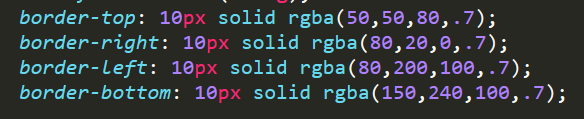 border-top: 10px solid rgba(50,50,80,.7);
border-right: 10px solid rgba(80,20,0,.7);
border-left: 10px solid rgba(80,200,100,.7);
border-bottom: 10px solid rgba(150,240,100,.7);